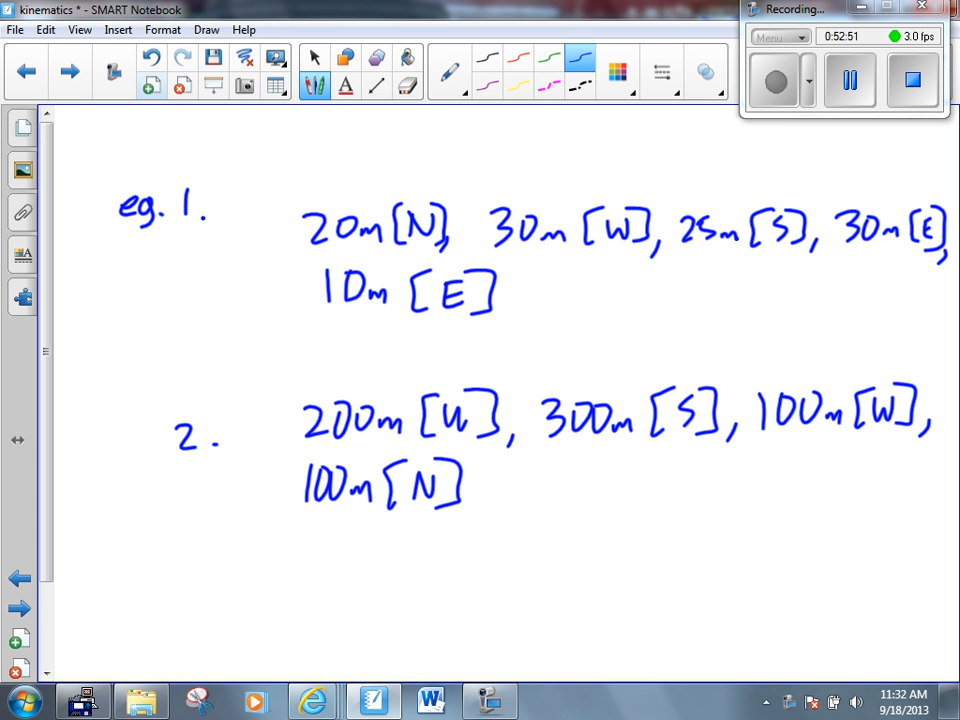 kinematics * - SMART Notebook
File Edit View Insert Format Draw Help
Recording...
Menu 0:52:51 3.0 fps
eg. 1.
20m [N], 30m [W], 25m [S], 30m [E],
10m [E]
2. 200m [W], 300m [S], 100m [W],
100m [N]
11:32 AM
9/18/2013